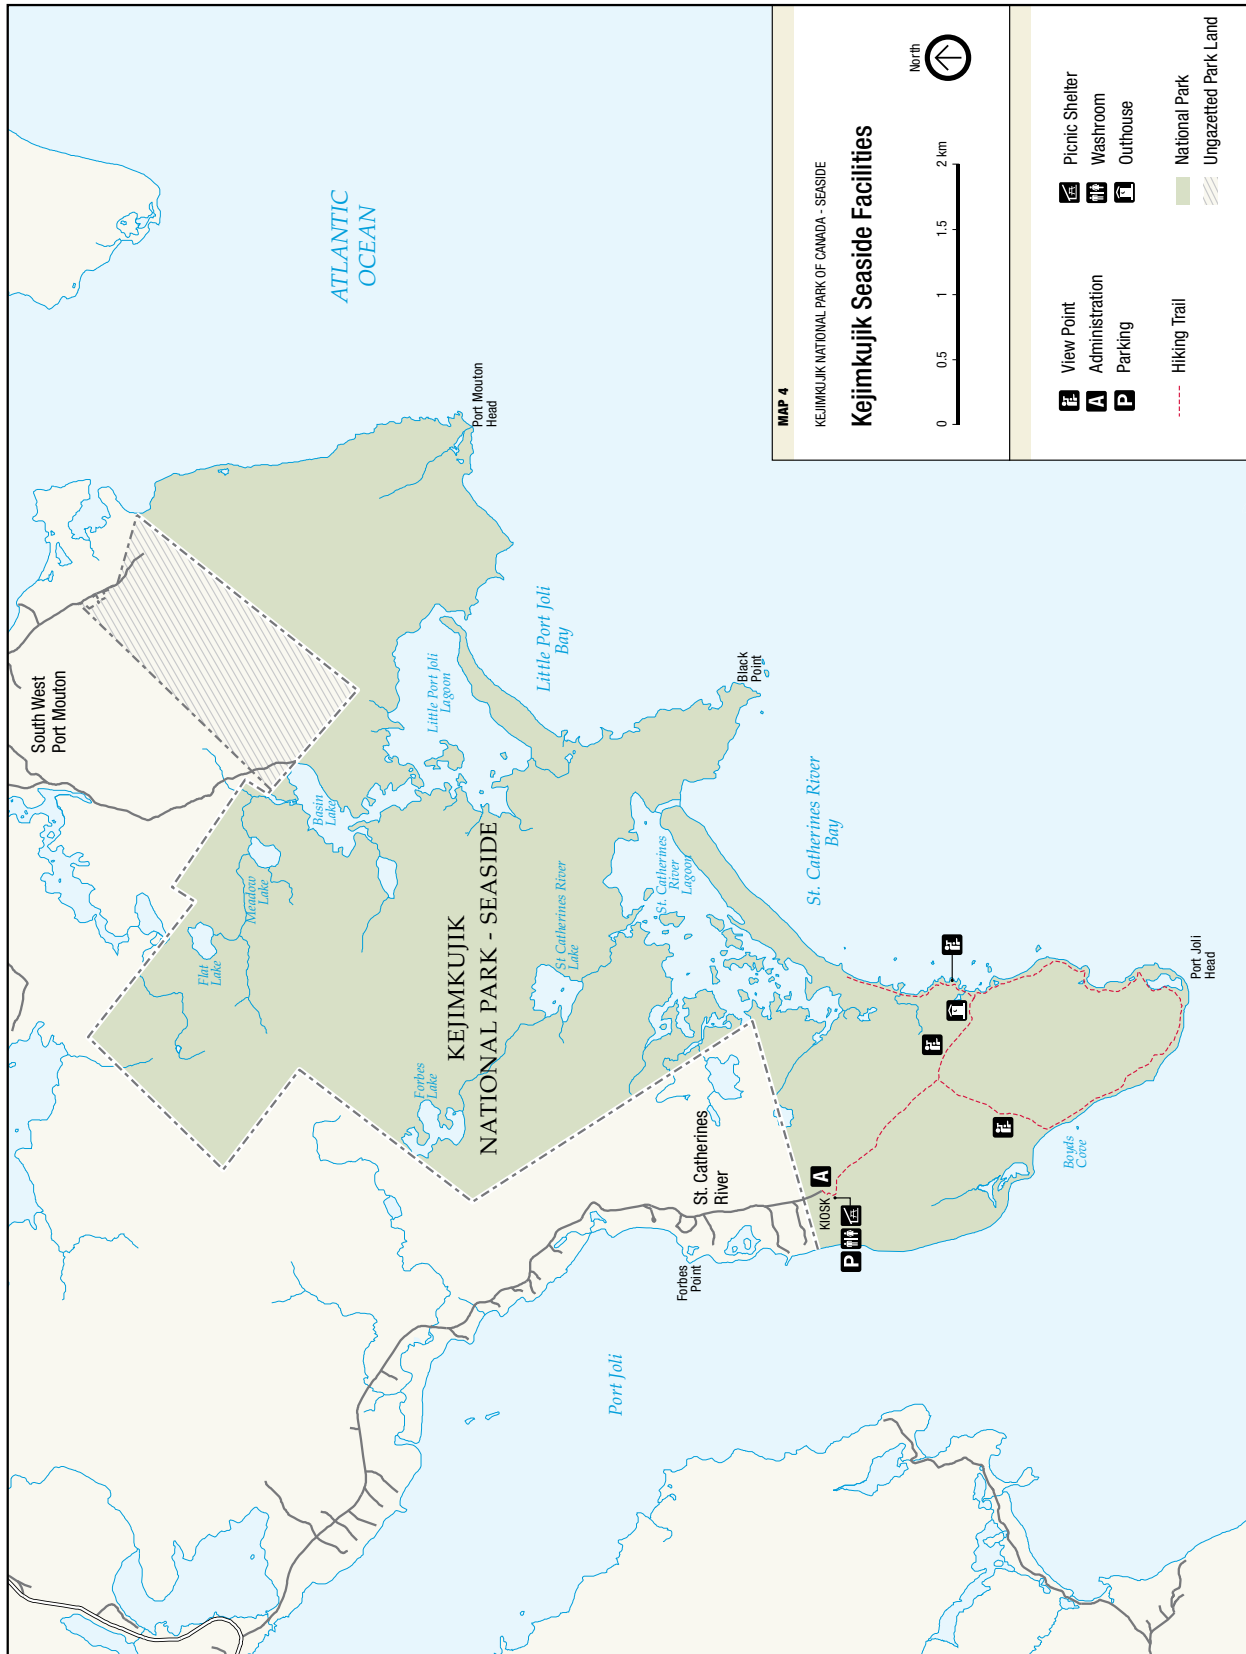 MAP 4
KEJIMKUJIK NATIONAL PARK OF CANADA - SEASIDE
Kejimkujik Seaside Facilities
North
0
0.5
1
1.5
2 km
View Point
Administration
A
Parking
P
Hiking Trail
Picnic Shelter
Washroom
Outhouse
National Park
Ungazetted Park Land
ATLANTIC
OCEAN
South West
Port Mouton
Port Mouton
Head
Little Port Joli
Bay
Little Port Joli
Lagoon
Basin
Lake
Meadow
Lake
Flat
Lake
KEJIMKUJIK
NATIONAL PARK - SEASIDE
Forbes
Lake
St Catherines River
Lake
St. Catherines
River
Lagoon
Black
Point
St. Catherines River
Bay
St. Catherines
River
Forbes
Point
Port Joli
KIOSK
A
P
Boyds
Cove
Port Joli
Head